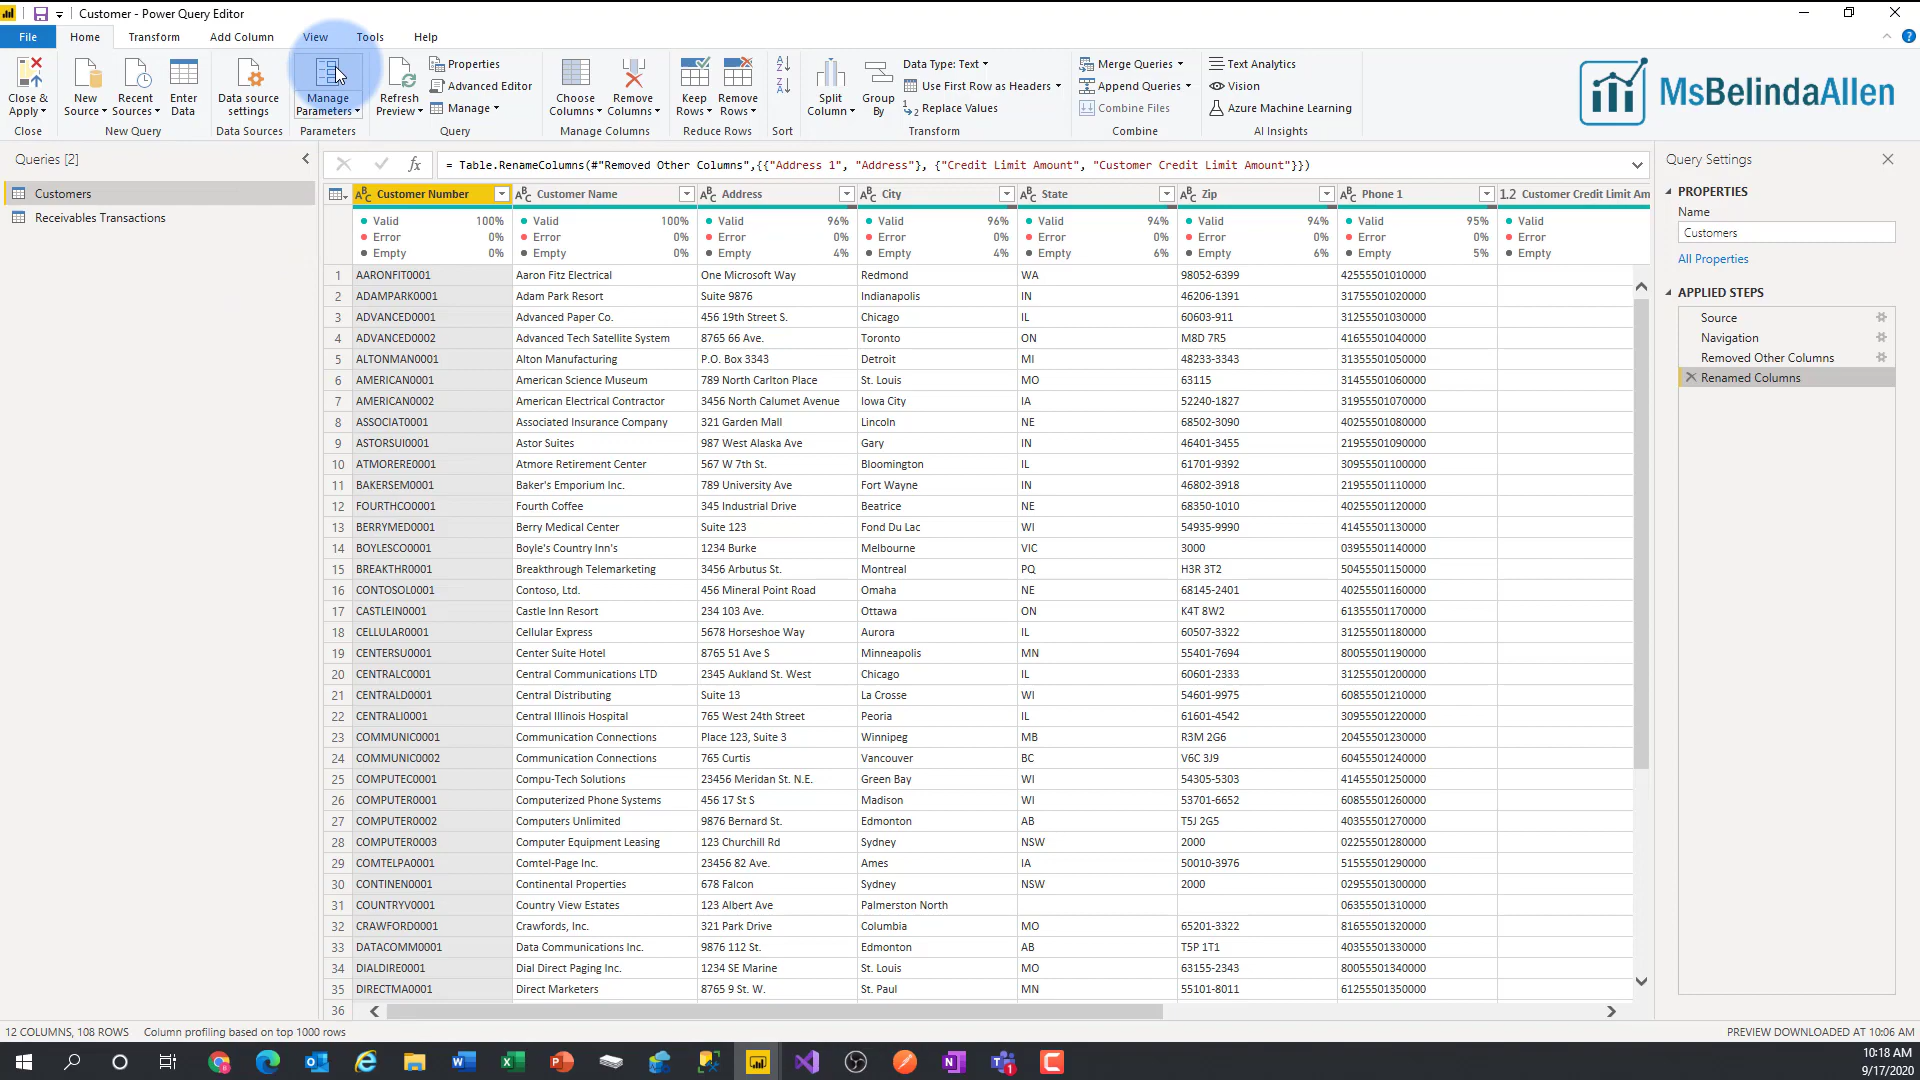 Customer - Power Query Editor
File Home Transform Add Column View Tools Help
Close & Apply
New Source
Recent Sources
Enter Data
Data source settings
Manage Parameters
Refresh Preview
Properties
Advanced Editor
Manage
Choose Columns
Remove Columns
Keep Rows
Remove Rows
Split Column
Group By
Data Type: Text
Use First Row as Headers
Replace Values
Merge Queries
Append Queries
Combine Files
Text Analytics
Vision
Azure Machine Learning
Close New Query Data Sources Parameters Query Manage Columns Reduce Rows Sort Transform Combine AI Insights
MsBelindaAllen
Queries [2]
Customers
Receivables Transactions
fx = Table.RenameColumns(#"Removed Other Columns",{{"Address 1", "Address"}, {"Credit Limit Amount", "Customer Credit Limit Amount"}})
Customer Number Customer Name Address City State Zip Phone 1 1.2 Customer Credit Limit Am
Valid 100% Valid 100% Valid 96% Valid 96% Valid 94% Valid 94% Valid 95% Valid
Error 0% Error 0% Error 0% Error 0% Error 0% Error 0% Error 0% Error
Empty 0% Empty 0% Empty 4% Empty 4% Empty 6% Empty 6% Empty 5% Empty
1 AARONFIT0001 Aaron Fitz Electrical One Microsoft Way Redmond WA 98052-6399 42555501010000
2 ADAMPARK0001 Adam Park Resort Suite 9876 Indianapolis IN 46206-1391 31755501020000
3 ADVANCED0001 Advanced Paper Co. 456 19th Street S. Chicago IL 60603-911 31255501030000
4 ADVANCED0002 Advanced Tech Satellite System 8765 66 Ave. Toronto ON M8D 7R5 41655501040000
5 ALTONMAN0001 Alton Manufacturing P.O. Box 3343 Detroit MI 48233-3343 31355501050000
6 AMERICAN0001 American Science Museum 789 North Carlton Place St. Louis MO 63115 31455501060000
7 AMERICAN0002 American Electrical Contractor 3456 North Calumet Avenue Iowa City IA 52240-1827 31955501070000
8 ASSOCIAT0001 Associated Insurance Company 321 Garden Mall Lincoln NE 68502-3090 40255501080000
9 ASTORSUI0001 Astor Suites 987 West Alaska Ave Gary IN 46401-3455 21955501090000
10 ATMORERE0001 Atmore Retirement Center 567 W 7th St. Bloomington IL 61701-9392 30955501100000
11 BAKERSEM0001 Baker's Emporium Inc. 789 University Ave Fort Wayne IN 46802-3918 21955501110000
12 FOURTHCO0001 Fourth Coffee 345 Industrial Drive Beatrice NE 68350-1010 40255501120000
13 BERRYMED0001 Berry Medical Center Suite 123 Fond Du Lac WI 54935-9990 41455501130000
14 BOYLESCO0001 Boyle's Country Inn's 1234 Burke Melbourne VIC 3000 03955501140000
15 BREAKTHR0001 Breakthrough Telemarketing 3456 Arbutus St. Montreal PQ H3R 3T2 50455501150000
16 CONTOSOL0001 Contoso, Ltd. 456 Mineral Point Road Omaha NE 68145-2401 40255501160000
17 CASTLEIN0001 Castle Inn Resort 234 103 Ave. Ottawa ON K4T 8W2 61355501170000
18 CELLULAR0001 Cellular Express 5678 Horseshoe Way Aurora IL 60507-3322 31255501180000
19 CENTERSU0001 Center Suite Hotel 8765 51 Ave S Minneapolis MN 55401-7694 80055501190000
20 CENTRALC0001 Central Communications LTD 2345 Aukland St. West Chicago IL 60601-2333 31255501200000
21 CENTRALD0001 Central Distributing Suite 13 La Crosse WI 54601-9975 60855501210000
22 CENTRALI0001 Central Illinois Hospital 765 West 24th Street Peoria IL 61601-4542 30955501220000
23 COMMUNIC0001 Communication Connections Place 123, Suite 3 Winnipeg MB R3M 2G6 20455501230000
24 COMMUNIC0002 Communication Connections 765 Curtis Vancouver BC V6C 3J9 60455501240000
25 COMPUTEC0001 Compu-Tech Solutions 23456 Meridan St. N.E. Green Bay WI 54305-5303 41455501250000
26 COMPUTER0001 Computerized Phone Systems 456 17 St S Madison WI 53701-6652 60855501260000
27 COMPUTER0002 Computers Unlimited 9876 Bernard St. Edmonton AB T5J 2G5 40355501270000
28 COMPUTER0003 Computer Equipment Leasing 123 Churchill Rd Sydney NSW 2000 02255501280000
29 COMTELPA0001 Comtel-Page Inc. 23456 82 Ave. Ames IA 50010-3976 51555501290000
30 CONTINEN0001 Continental Properties 678 Falcon Sydney NSW 2000 02955501300000
31 COUNTRYV0001 Country View Estates 123 Albert Ave Palmerston North 06355501310000
32 CRAWFORD0001 Crawfords, Inc. 321 Park Drive Columbia MO 65201-3322 81655501320000
33 DATACOMM0001 Data Communications Inc. 9876 112 St. Edmonton AB T5P 1T1 40355501330000
34 DIALDIRE0001 Dial Direct Paging Inc. 1234 SE Marine St. Louis MO 63155-2343 80055501340000
35 DIRECTMA0001 Direct Marketers 8765 9 St. W. St. Paul MN 55101-8011 61255501350000
36
Query Settings
PROPERTIES
Name
Customers
All Properties
APPLIED STEPS
Source
Navigation
Removed Other Columns
Renamed Columns
12 COLUMNS, 108 ROWS Column profiling based on top 1000 rows
PREVIEW DOWNLOADED AT 10:06 AM
10:18 AM
9/17/2020